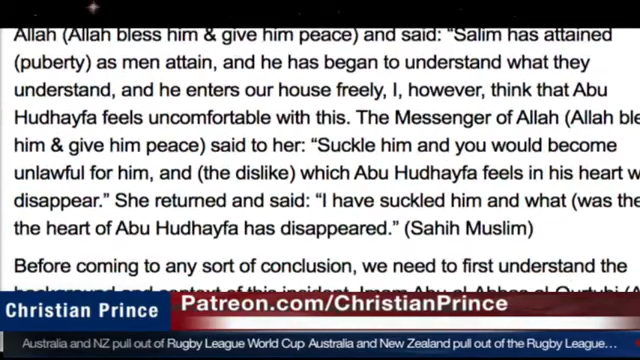 Allah (Allah bless him & give him peace) and said: “Salim has attained
(puberty) as men attain, and he has began to understand what they
understand, and he enters our house freely, I, however, think that Abu
Hudhayfa feels uncomfortable with this. The Messenger of Allah (Allah ble
him & give him peace) said to her: “Suckle him and you would become
unlawful for him, and (the dislike) which Abu Hudhayfa feels in his heart w
disappear.” She returned and said: “I have suckled him and what (was the
the heart of Abu Hudhayfa has disappeared.” (Sahih Muslim)
Before coming to any sort of conclusion, we need to first understand the
Christian Prince
Patreon.com/ChristianPrince
Australia and NZ pull out of Rugby League World Cup Australia and New Zealand pull out of the Rugby League…